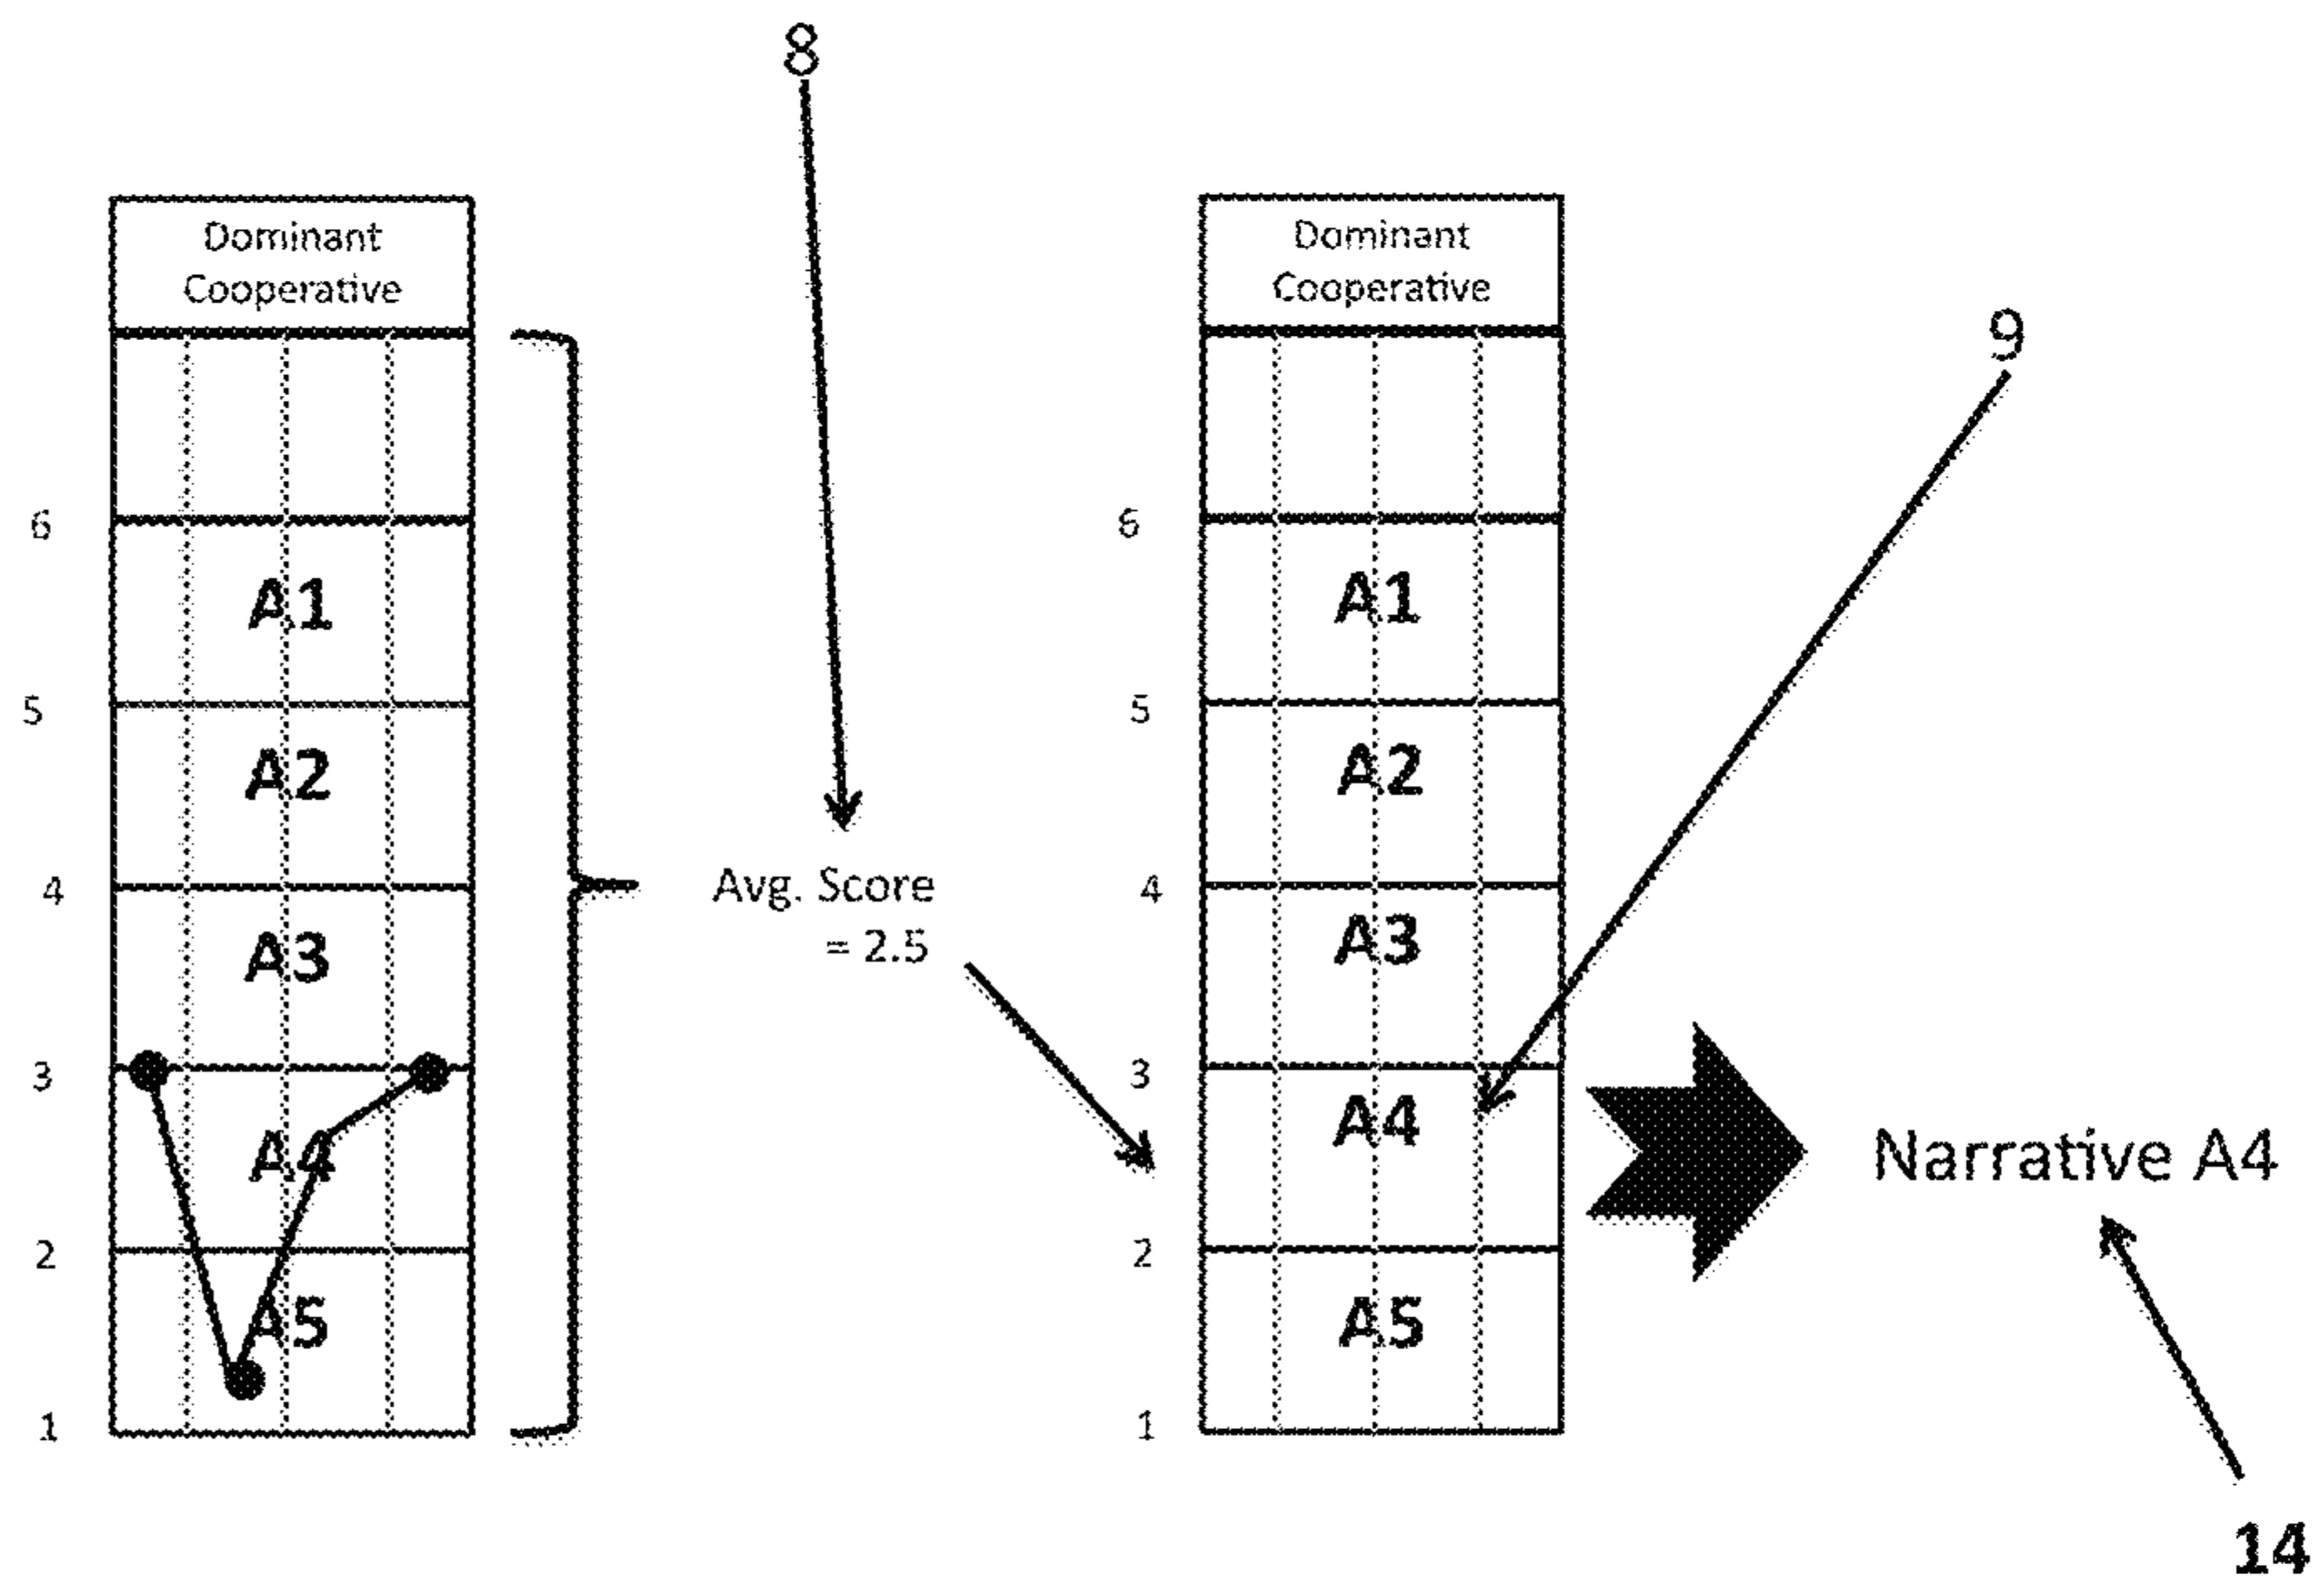 8
Dominant
Cooperative
6
A1
5
A2
4
A3
3
A4
2
A5
1
Avg. Score
= 2.5
Dominant
Cooperative
6
A1
5
A2
4
A3
3
A4
2
A5
1
9
Narrative A4
14